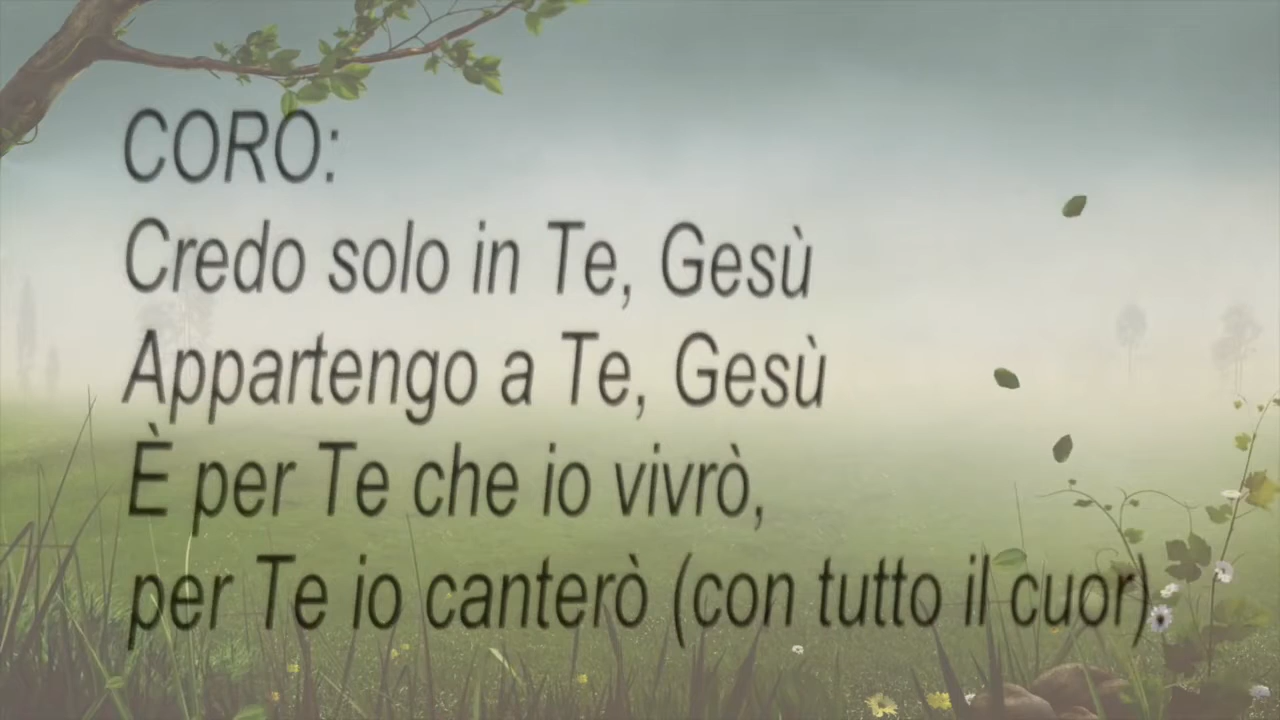 CORO:
Credo solo in Te, Gesù
Appartengo a Te, Gesù
È per Te che io vivrò,
per Te io canterò (con tutto il cuor)